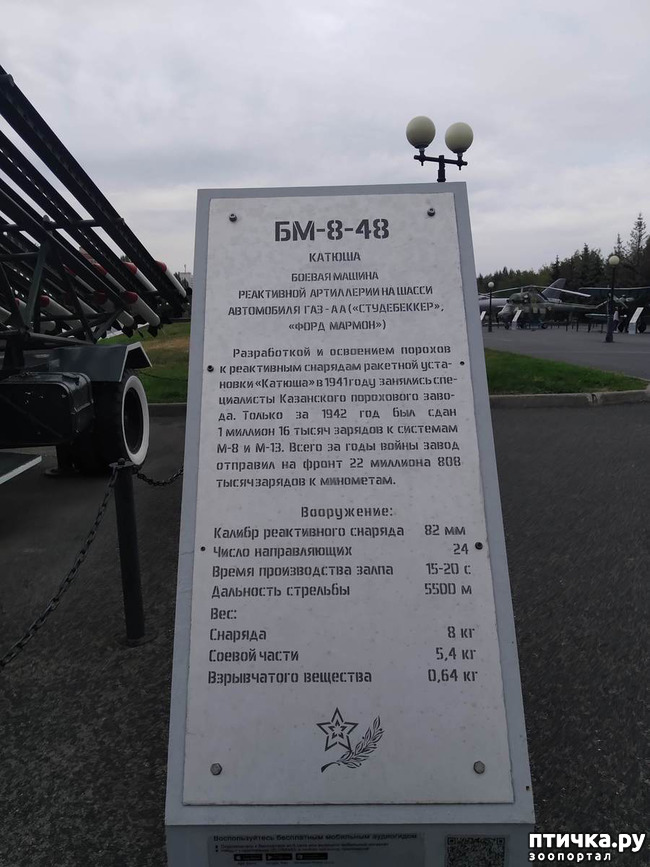 БМ-8-48
КАТЮША
БОЕВАЯ МАШИНА
РЕАКТИВНОЙ АРТИЛЛЕРИИ НА ШАССИ
АВТОМОБИЛЯ ГАЗ-АА («СТУДЕБЕККЕР»,
«ФОРД МАРМОН»)
Разработкой и освоением порохов
к реактивным снарядам ракетной уста-
новки «Катюша» в 1941 году занялись спе-
циалисты Казанского порохового заво-
да. Только за 1942 год был сдан
1 миллион 16 тысяч зарядов к системам
М-8 и М-13. Всего за годы войны завод
отправил на фронт 22 миллиона 808
тысяч зарядов к минометам.
Вооружение:
Калибр реактивного снаряда 82 мм
Число направляющих 24
Время производства залпа 15-20 с
Дальность стрельбы 5500 м
Вес:
Снаряда 8 кг
Соевой части 5,4 кг
Взрывчатого вещества 0,64 кг
Воспользуйтесь бесплатным мобильным аудиогидом
птичка.ру
зоопортал